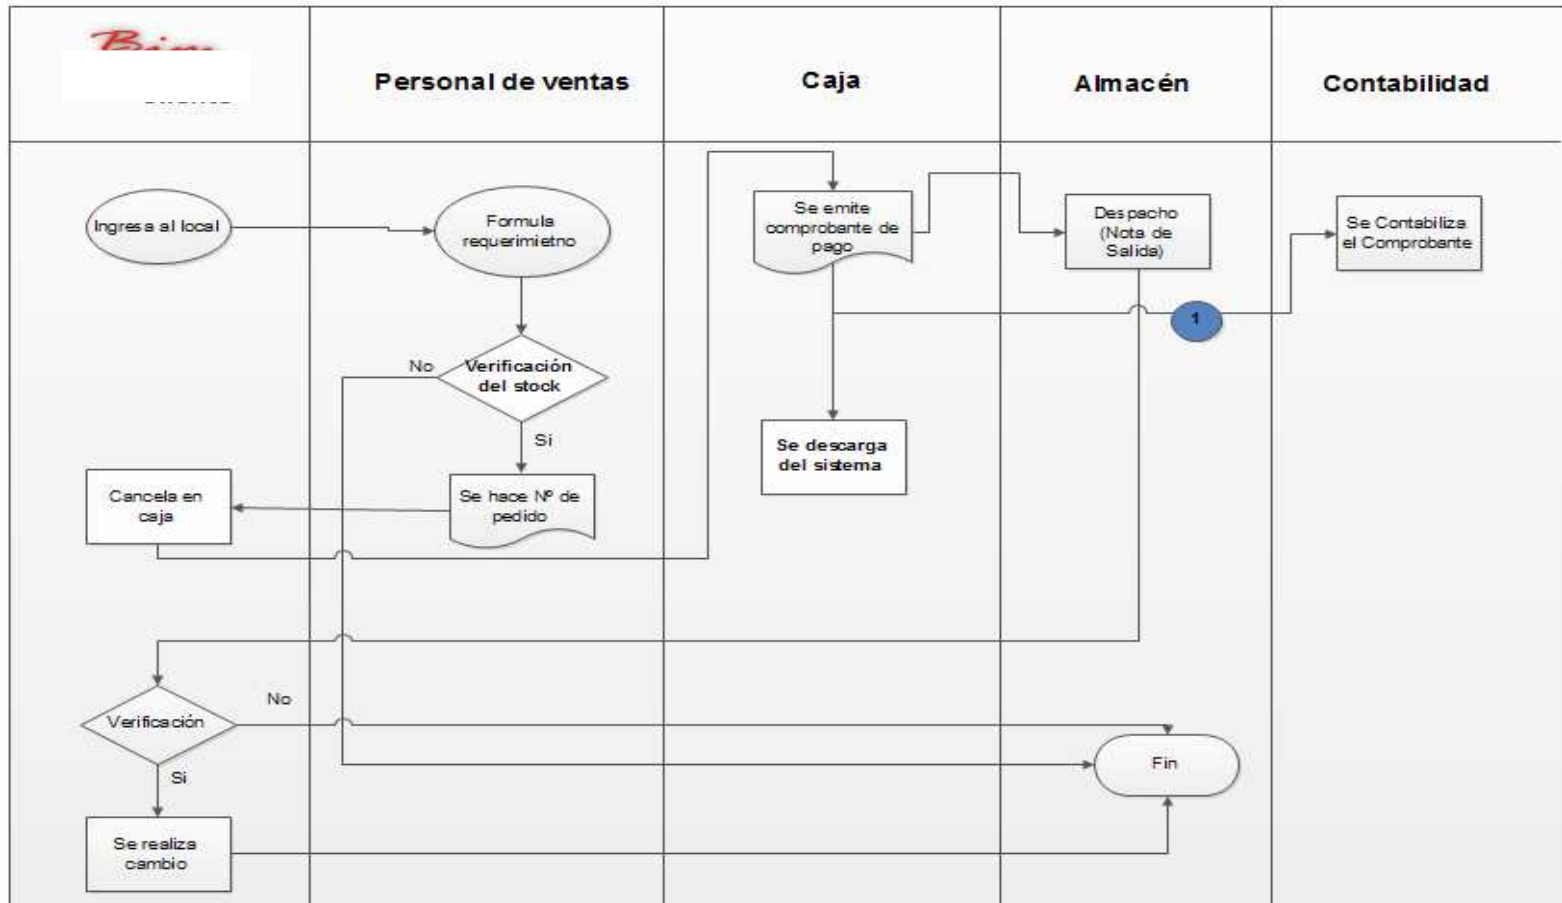 Personal de ventas
Caja
Almacén
Contabilidad
Ingresa al local
Formula
requerimietno
Se emite
comprobante de
pago
Despacho
(Nota de
Salida)
Se Contabiliza
el Comprobante
1
No
Verificación
del stock
Si
Se descarga
del sistema
Cancela en
caja
Se hace Nº de
pedido
No
Verificación
Si
Fin
Se realiza
cambio